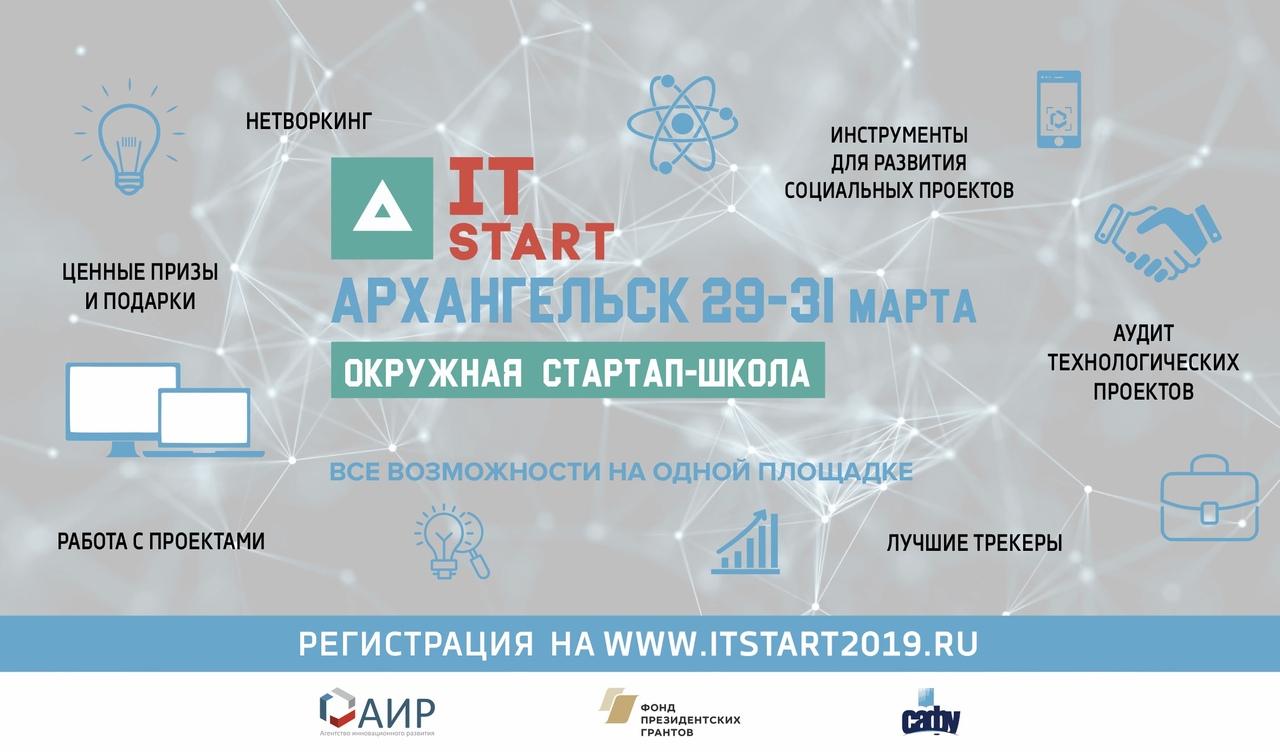 НЕТВОРКИНГ
ИНСТРУМЕНТЫ
ДЛЯ РАЗВИТИЯ
СОЦИАЛЬНЫХ ПРОЕКТОВ
IT
START
ЦЕННЫЕ ПРИЗЫ
И ПОДАРКИ
АРХАНГЕЛЬСК 29-31 МАРТА
АУДИТ
ТЕХНОЛОГИЧЕСКИХ
ПРОЕКТОВ
ОКРУЖНАЯ СТАРТАП-ШКОЛА
ВСЕ ВОЗМОЖНОСТИ НА ОДНОЙ ПЛОЩАДКЕ
РАБОТА С ПРОЕКТАМИ
ЛУЧШИЕ ТРЕКЕРЫ
РЕГИСТРАЦИЯ НА WWW.ITSTART2019.RU
АИР
Агентство инновационного развития
ФОНД
ПРЕЗИДЕНТСКИХ
ГРАНТОВ
сафу